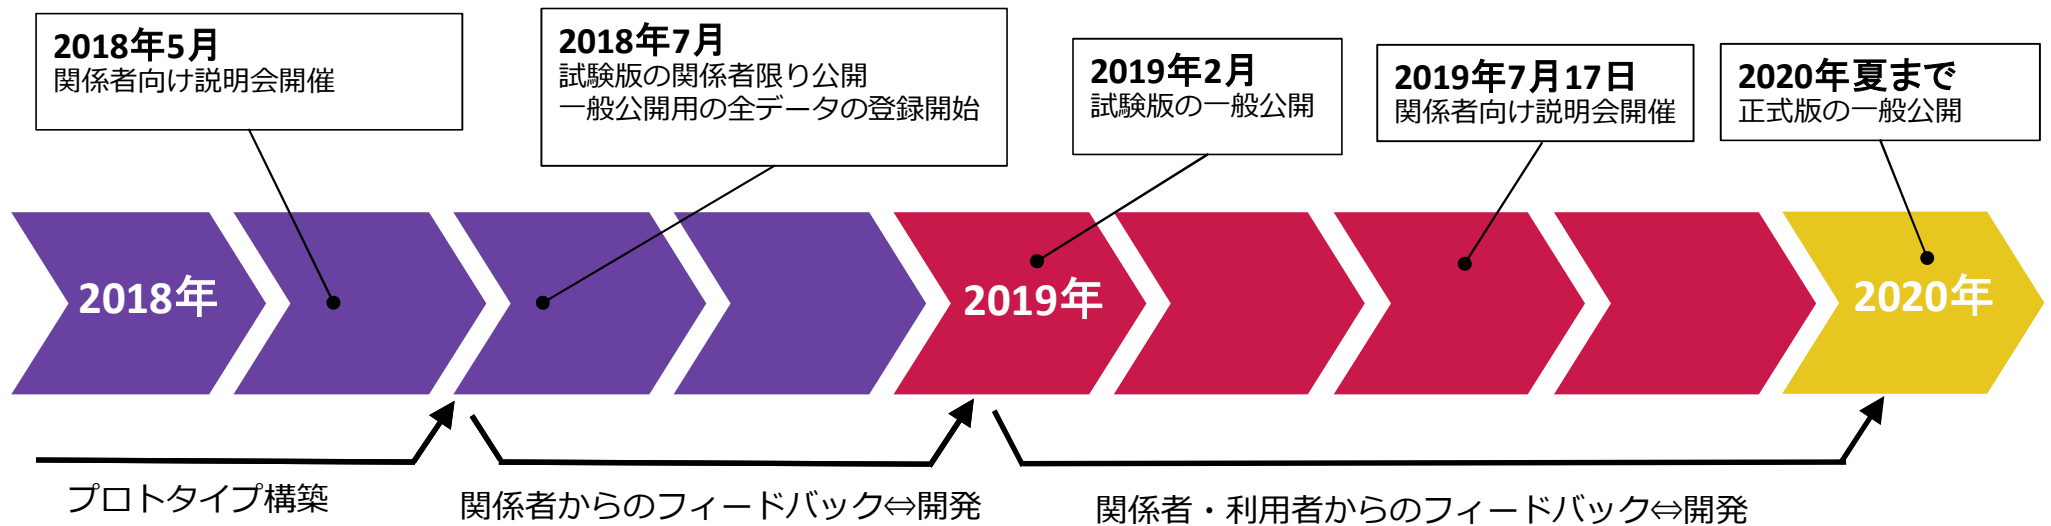 2018年5月
関係者向け説明会開催
2018年7月
試験版の関係者限り公開
一般公開用の全データの登録開始
2019年2月
試験版の一般公開
2019年7月17日
関係者向け説明会開催
2020年夏まで
正式版の一般公開
2018年
2019年
2020年
プロトタイプ構築
関係者からのフィードバック⇔開発
関係者・利用者からのフィードバック⇔開発